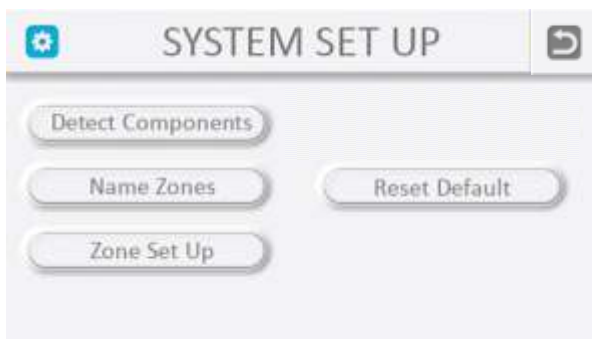 SYSTEM SET UP
Detect Components
Name Zones
Reset Default
Zone Set Up